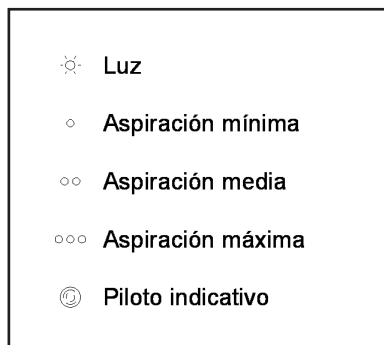 Luz
Aspiración mínima
Aspiración media
Aspiración máxima
Piloto indicativo